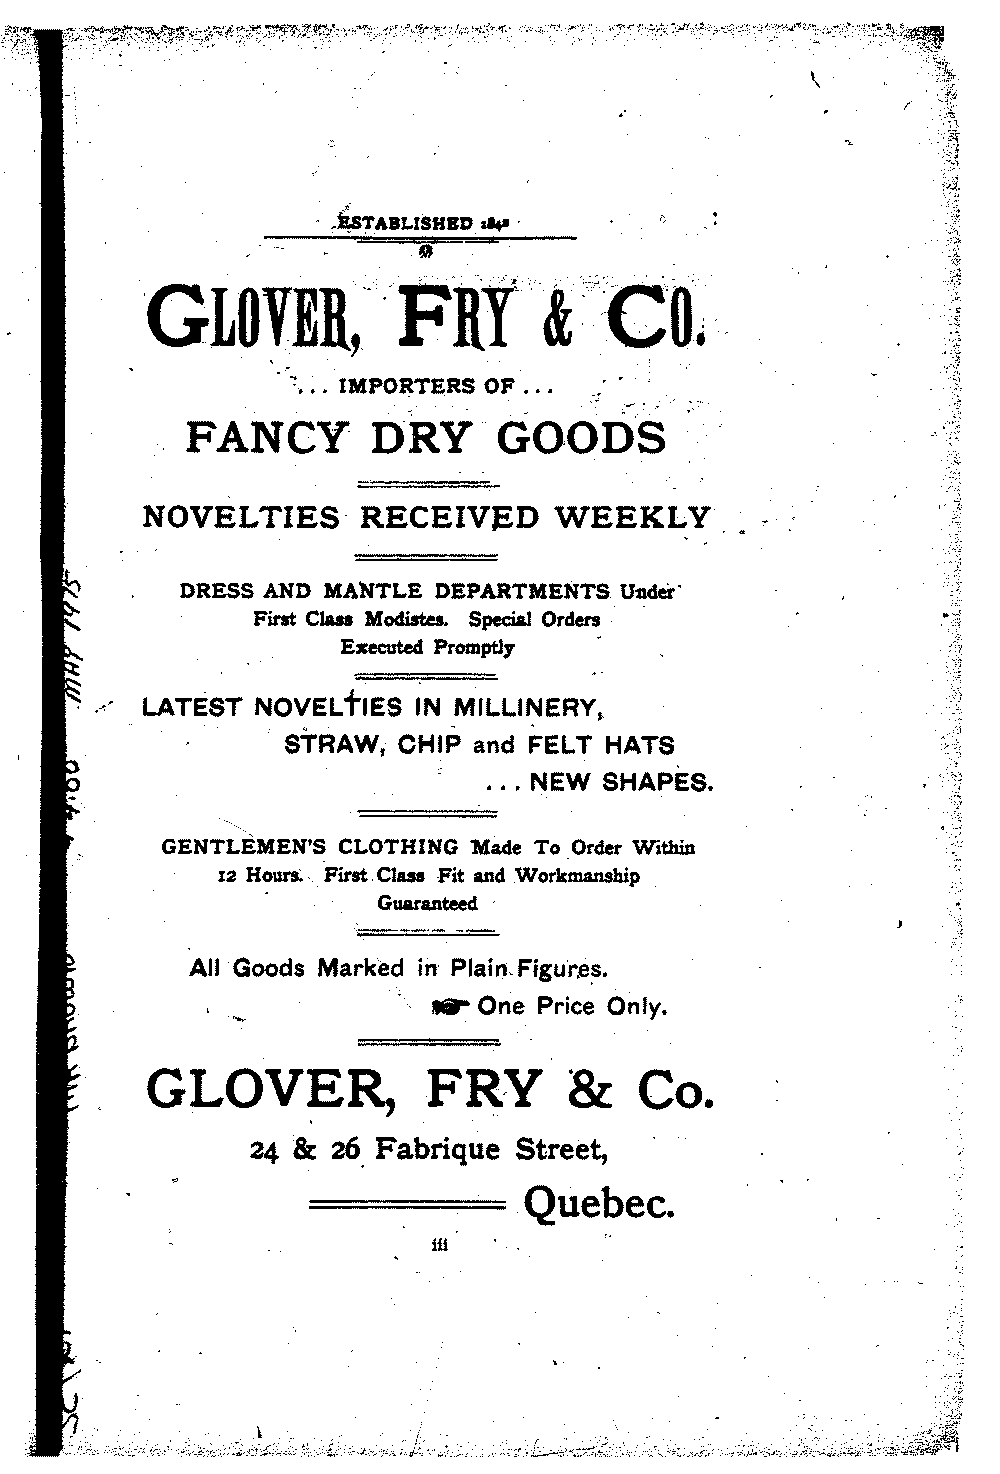 ESTABLISHED 1842
GLOVER, FRY & CO.
... IMPORTERS OF ...
FANCY DRY GOODS
NOVELTIES RECEIVED WEEKLY
DRESS AND MANTLE DEPARTMENTS Under
First Class Modistes. Special Orders
Executed Promptly
LATEST NOVELTIES IN MILLINERY,
STRAW, CHIP and FELT HATS
... NEW SHAPES.
GENTLEMEN'S CLOTHING Made To Order Within
12 Hours. First Class Fit and Workmanship
Guaranteed
All Goods Marked in Plain Figures.
☛ One Price Only.
GLOVER, FRY & Co.
24 & 26 Fabrique Street,
Quebec.
iii
MAY 1975